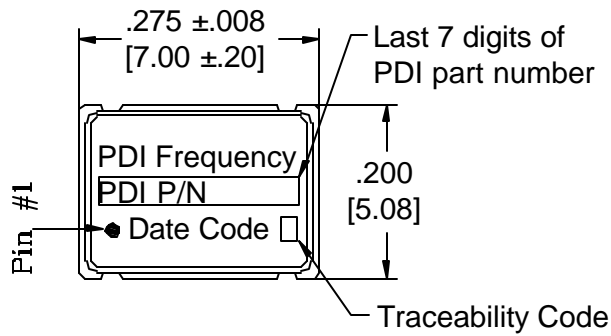 .275 ±.008
[7.00 ±.20]
Last 7 digits of
PDI part number
PDI Frequency
PDI P/N
Date Code
.200
[5.08]
Pin #1
Traceability Code